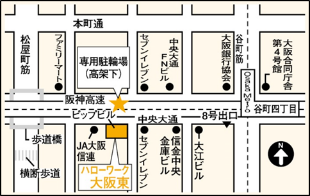 本町通
松屋町筋
ファミリーマート
専用駐輪場
(高架下)
セブンイレブン
中央大通
FNビル
大阪銀行協会
谷町筋
Osaka Metro
大阪合同庁舎
第4号館
阪神高速
谷町四丁目
ピップビル
中央大通
8号出口
歩道橋
横断歩道
JA大阪
信連
ハローワーク
大阪東
セブンイレブン
信金中央
金庫ビル
大江ビル
N